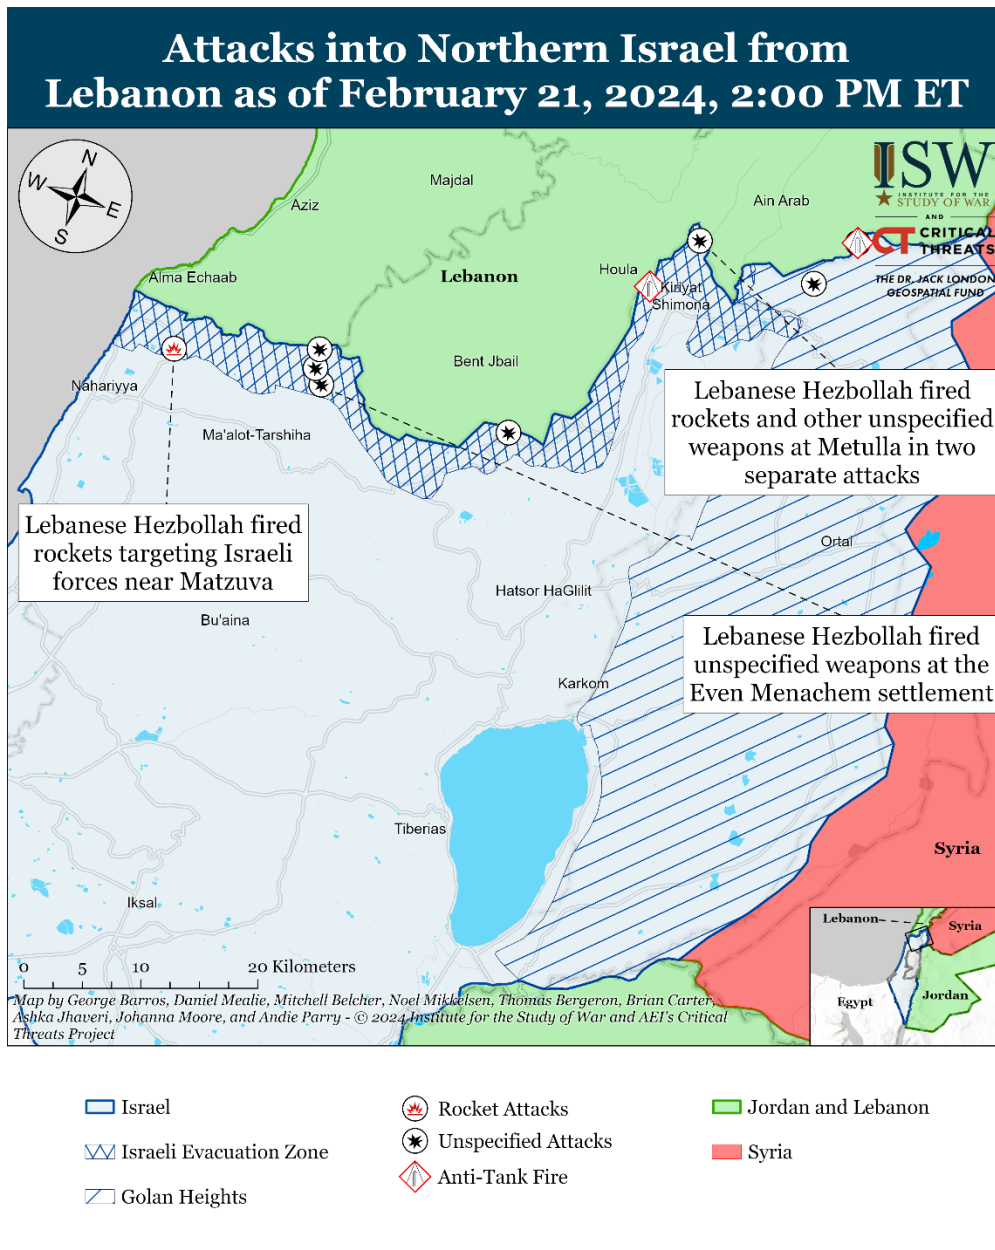 Attacks into Northern Israel from
Lebanon as of February 21, 2024, 2:00 PM ET
N
W
E
S
ISW
INSTITUTE FOR THE
STUDY OF WAR
AND
CT CRITICAL
THREATS
THE DR. JACK LONDON
GEOSPATIAL FUND
Majdal
Aziz
Ain Arab
Alma Echaab
Lebanon
Houla
Kiriyat
Shimona
Bent Jbail
Nahariyya
Ma'alot-Tarshiha
Lebanese Hezbollah fired
rockets and other unspecified
weapons at Metulla in two
separate attacks
Lebanese Hezbollah fired
rockets targeting Israeli
forces near Matzuva
Ortal
Hatsor HaGlilit
Bu'aina
Lebanese Hezbollah fired
unspecified weapons at the
Even Menachem settlement
Karkom
Tiberias
Syria
Iksal
Lebanon
Syria
Jordan
Egypt
0 5 10 20 Kilometers
Map by George Barros, Daniel Mealie, Mitchell Belcher, Noel Mikkelsen, Thomas Bergeron, Brian Carter,
Ashka Jhaveri, Johanna Moore, and Andie Parry - © 2024 Institute for the Study of War and AEI's Critical
Threats Project
Israel
Israeli Evacuation Zone
Golan Heights
Rocket Attacks
Unspecified Attacks
Anti-Tank Fire
Jordan and Lebanon
Syria